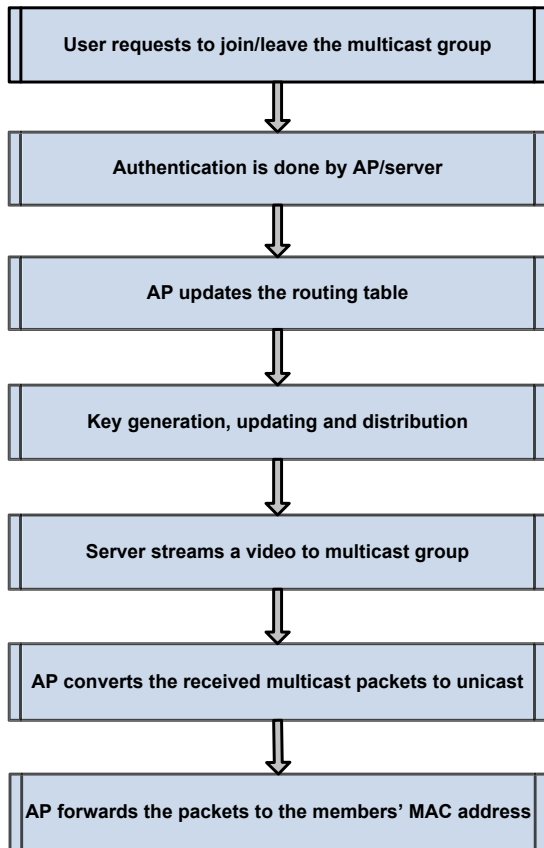 User requests to join/leave the multicast group
Authentication is done by AP/server
AP updates the routing table
Key generation, updating and distribution
Server streams a video to multicast group
AP converts the received multicast packets to unicast
AP forwards the packets to the members’ MAC address